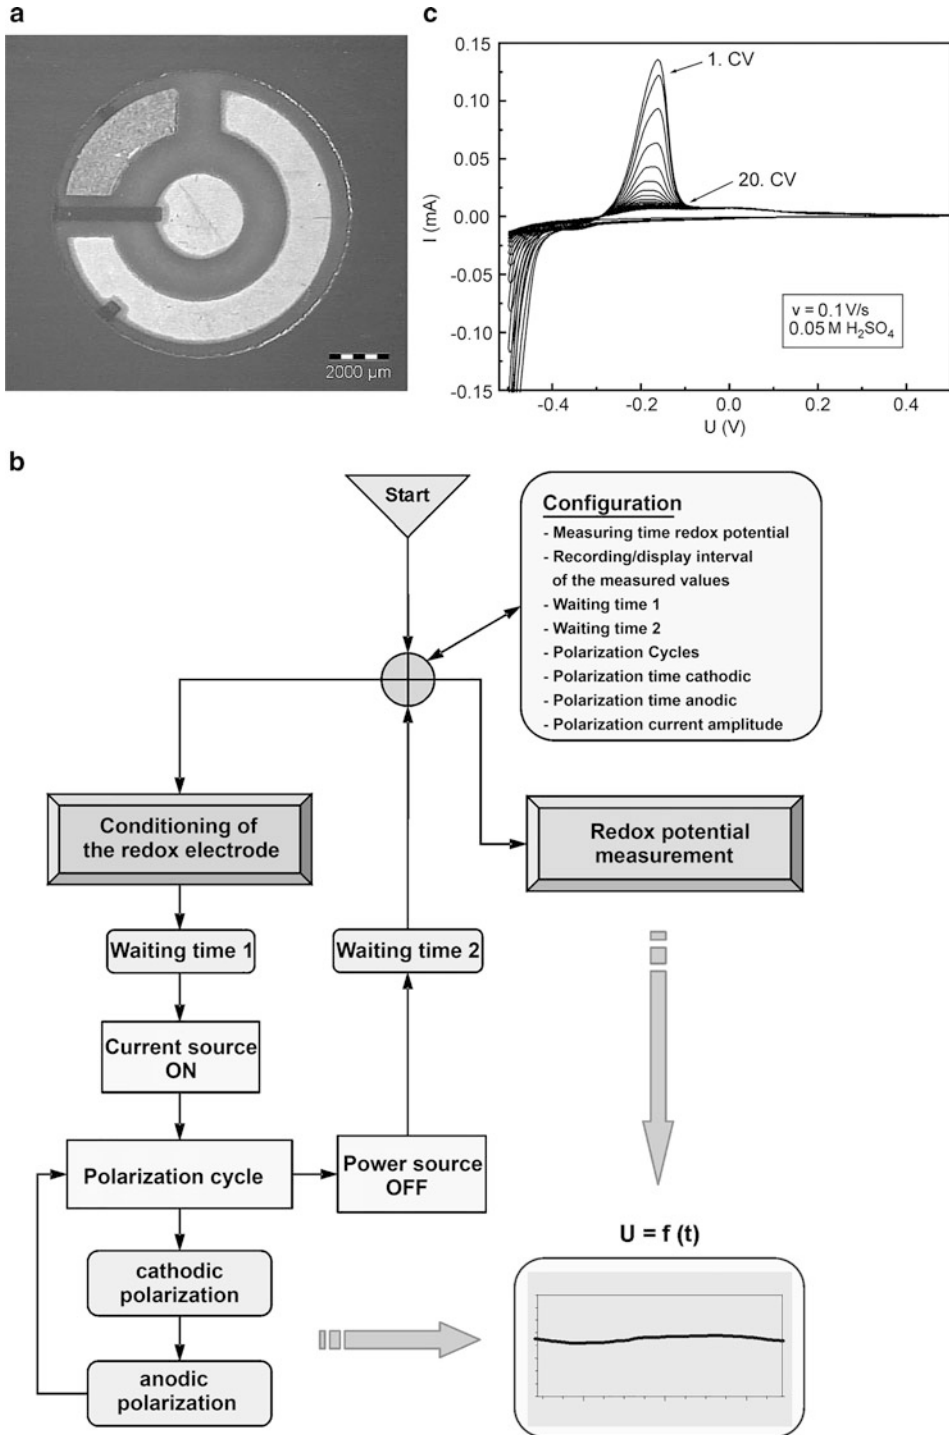 a
2000 µm
c
0.15
0.10
0.05
0.00
-0.05
-0.10
-0.15
I (mA)
1. CV
20. CV
v = 0.1 V/s
0.05 M H₂SO₄
-0.4
-0.2
0.0
0.2
0.4
U (V)
b
Start
Configuration
- Measuring time redox potential
- Recording/display interval
of the measured values
- Waiting time 1
- Waiting time 2
- Polarization Cycles
- Polarization time cathodic
- Polarization time anodic
- Polarization current amplitude
Conditioning of
the redox electrode
Redox potential
measurement
Waiting time 1
Waiting time 2
Current source
ON
Polarization cycle
Power source
OFF
cathodic
polarization
anodic
polarization
U = f (t)